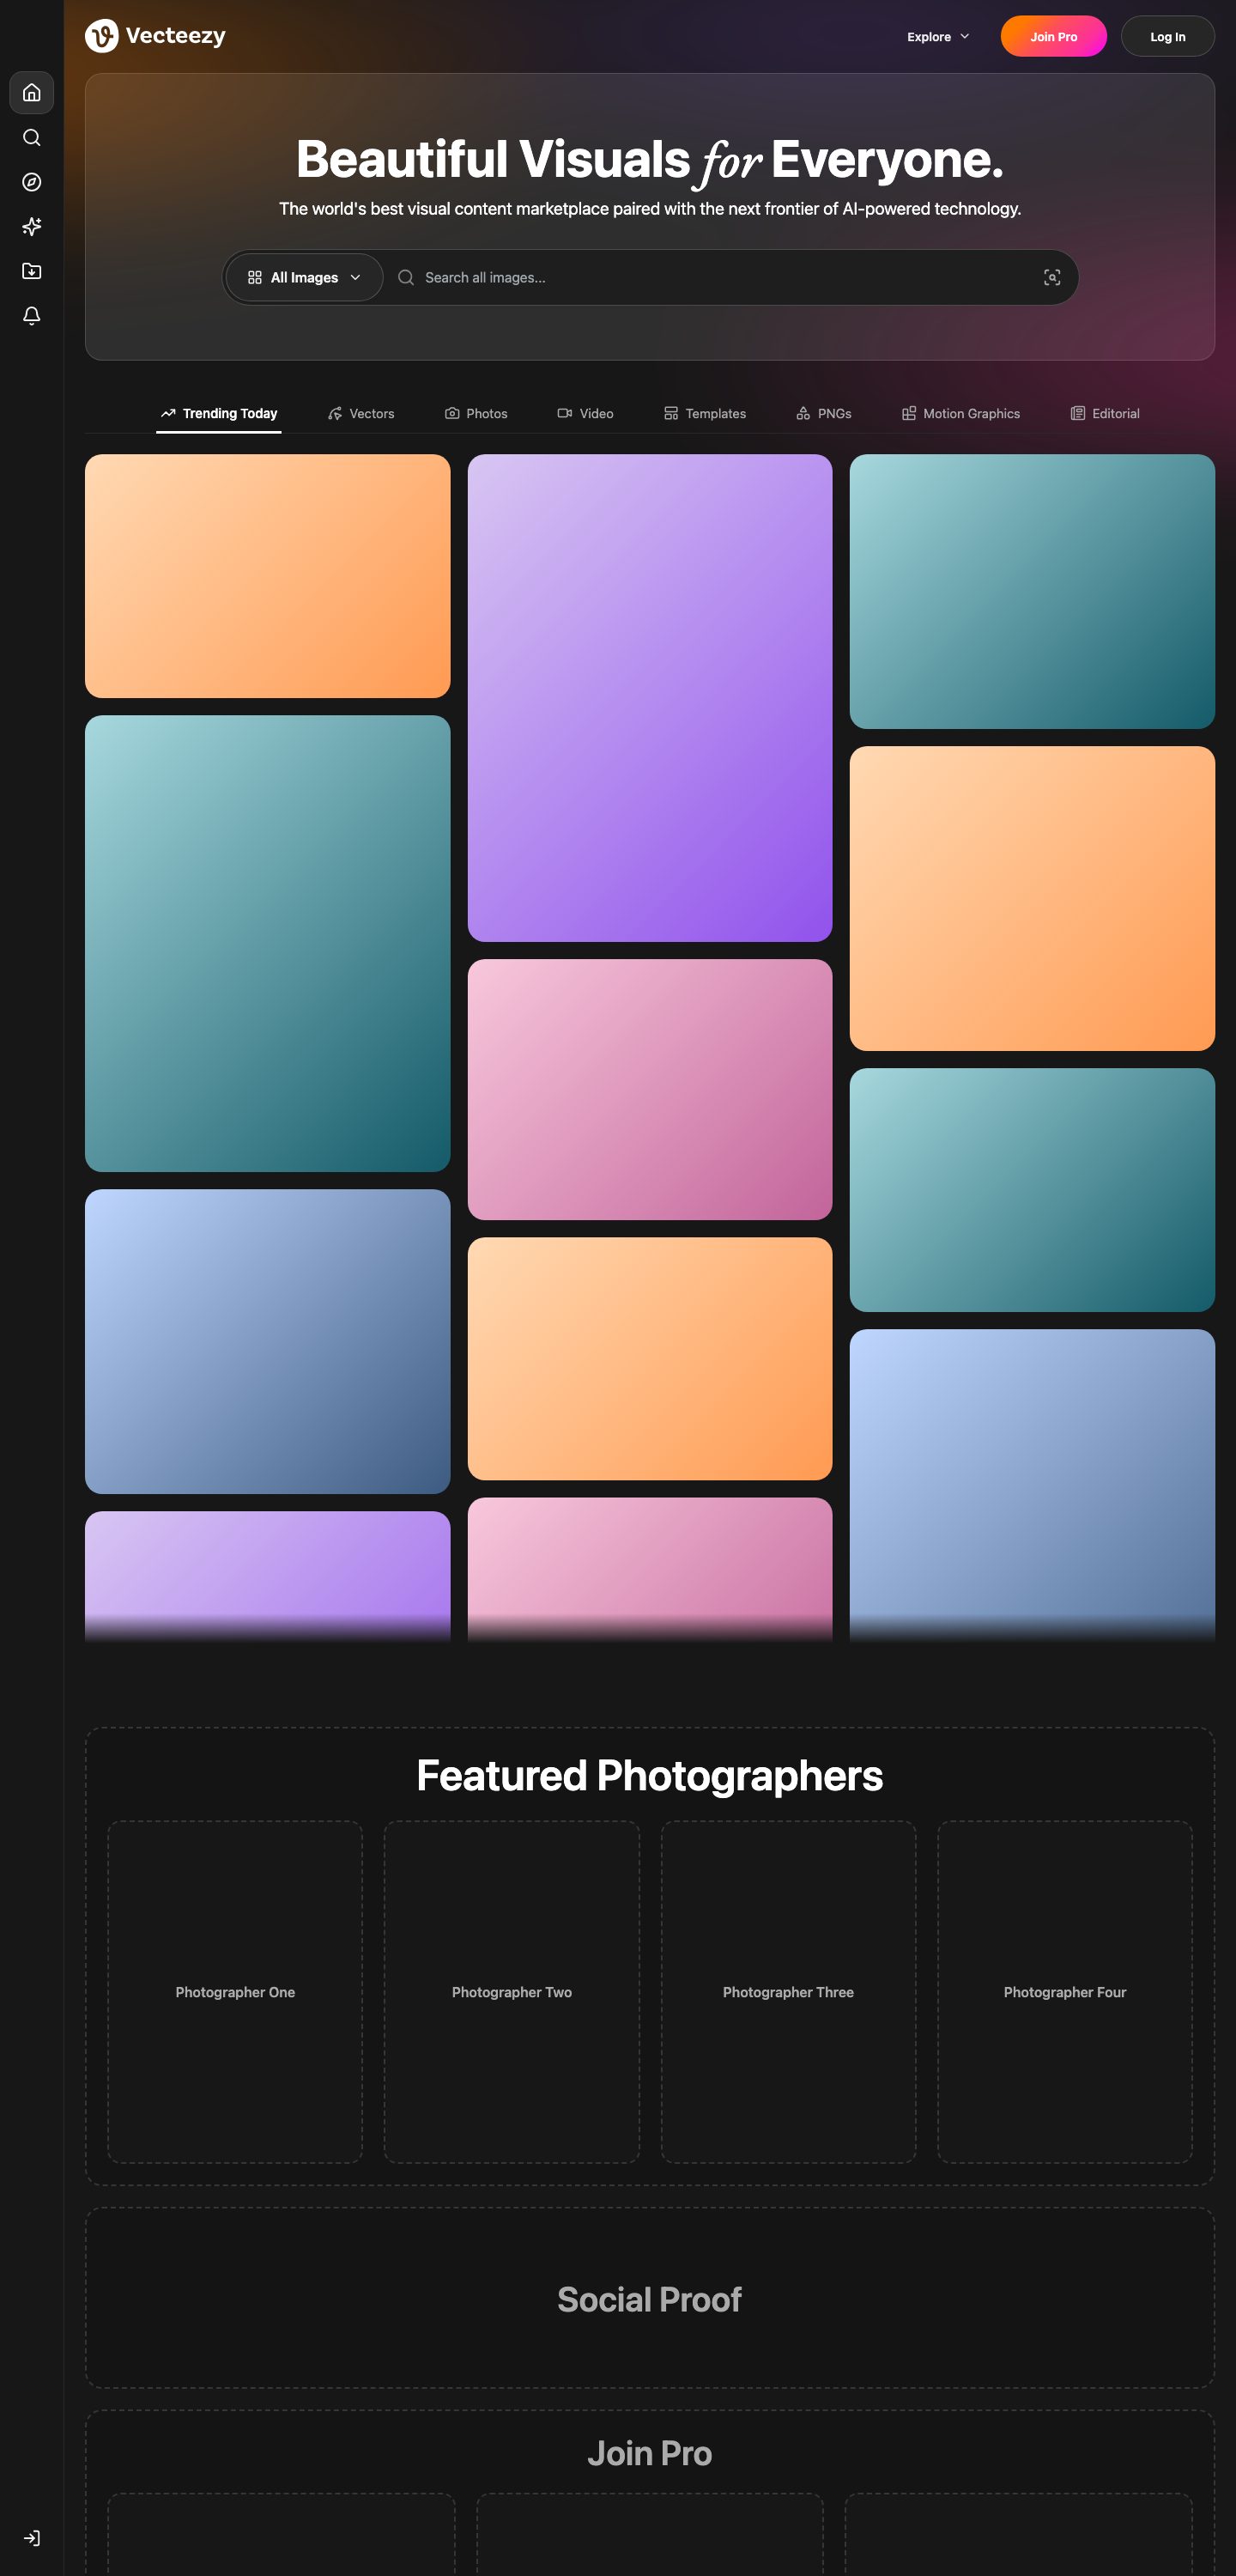 Vecteezy
Explore
Join Pro
Log In
Beautiful Visuals for Everyone.
The world's best visual content marketplace paired with the next frontier of AI-powered technology.
All Images
Search all images...
Trending Today
Vectors
Photos
Video
Templates
PNGs
Motion Graphics
Editorial
Featured Photographers
Photographer One
Photographer Two
Photographer Three
Photographer Four
Social Proof
Join Pro